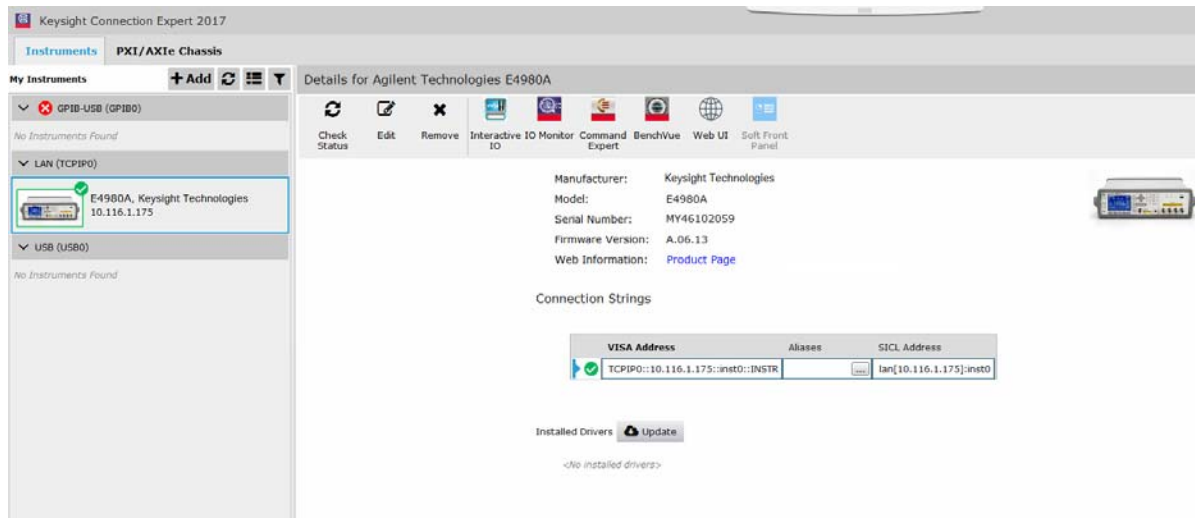 Keysight Connection Expert 2017
Instruments PXI/AXIe Chassis
My Instruments +Add
GPIB-USB (GPIB0)
No Instruments Found
LAN (TCPIP0)
E4980A, Keysight Technologies
10.116.1.175
USB (USB0)
No Instruments Found
Details for Agilent Technologies E4980A
Check Status
Edit
Remove
Interactive IO
IO Monitor
Command Expert
BenchVue
Web UI
Soft Front Panel
Manufacturer: Keysight Technologies
Model: E4980A
Serial Number: MY46102059
Firmware Version: A.06.13
Web Information: Product Page
Connection Strings
VISA Address Aliases SICL Address
TCPIP0::10.116.1.175::inst0::INSTR ... lan[10.116.1.175]:inst0
Installed Drivers Update
<No installed drivers>